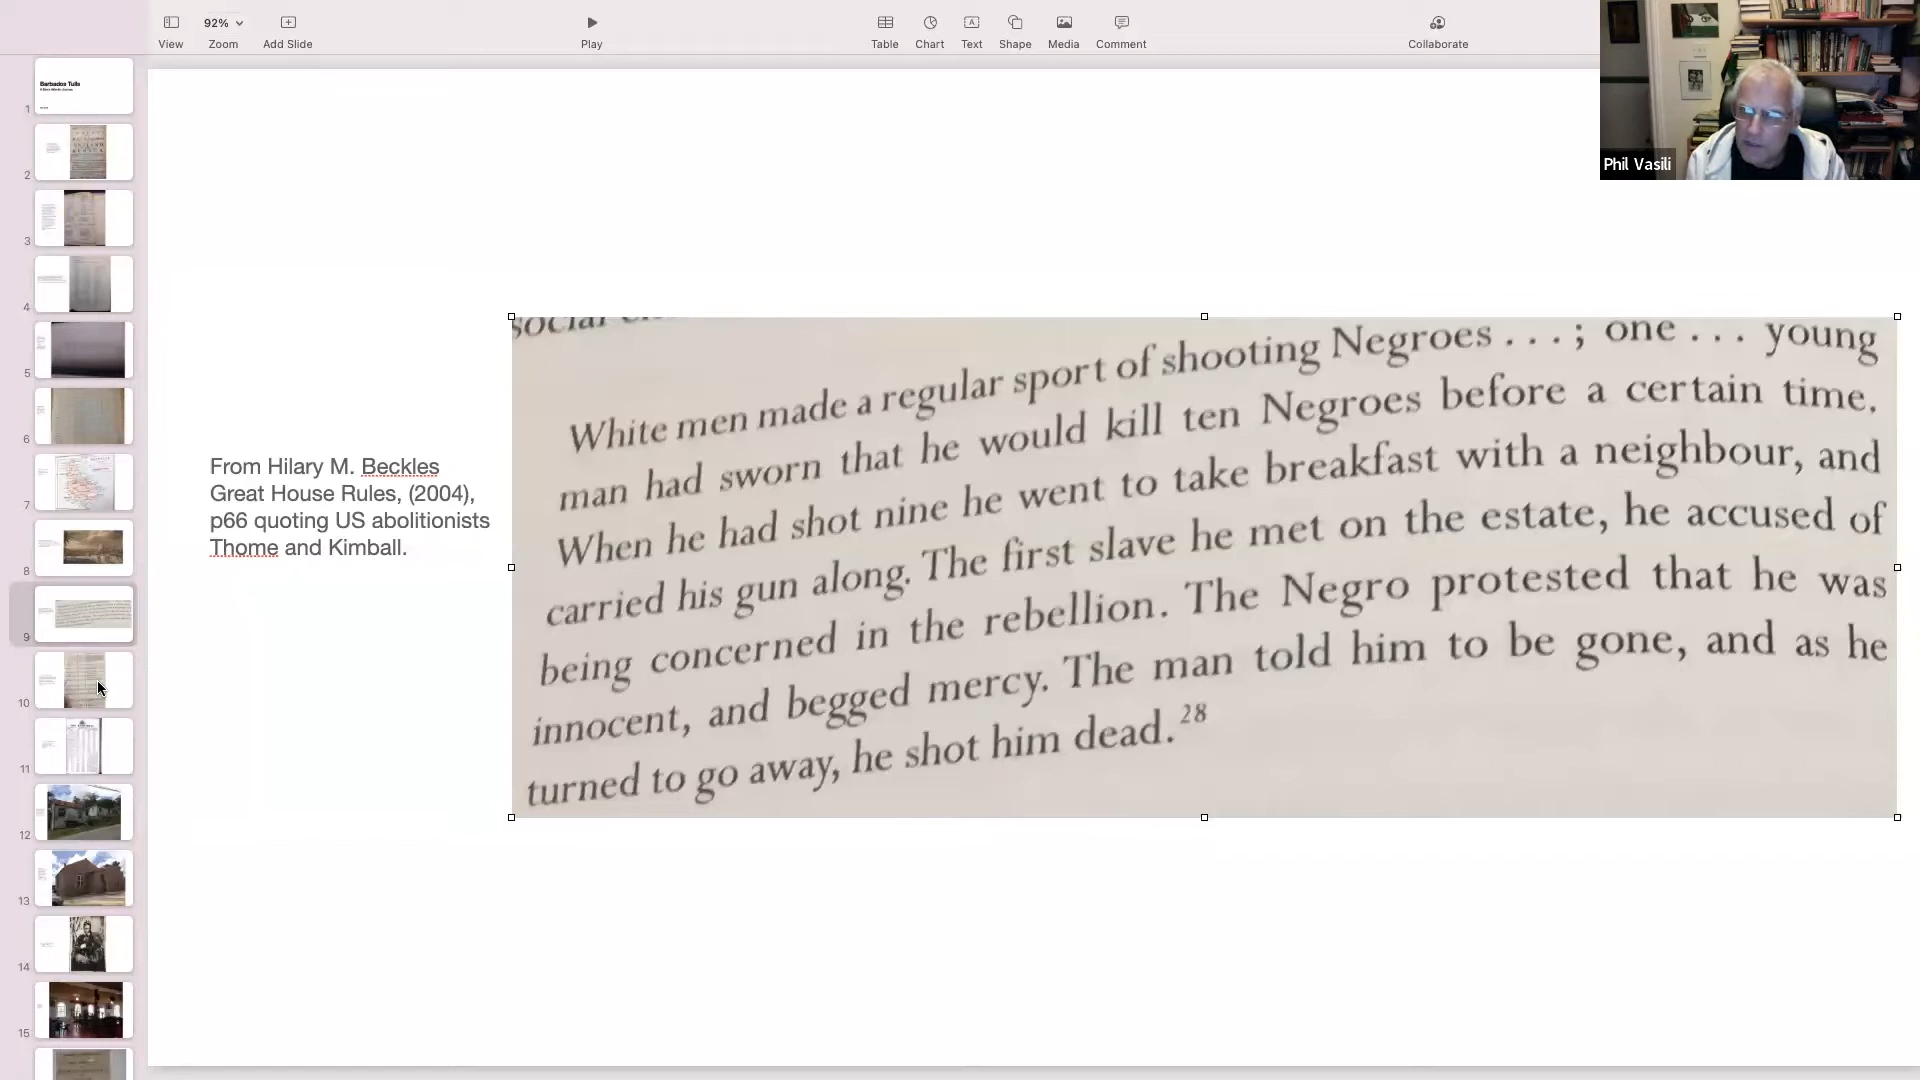 92%
View
Zoom
Add Slide
Play
Table
Chart
Text
Shape
Media
Comment
Collaborate
Phil Vasili
Barbados Tulls
1
2
3
4
5
6
7
8
9
10
11
12
13
14
15
From Hilary M. Beckles
Great House Rules, (2004),
p66 quoting US abolitionists
Thome and Kimball.
social
White men made a regular sport of shooting Negroes . . . ; one . . . young
man had sworn that he would kill ten Negroes before a certain time.
When he had shot nine he went to take breakfast with a neighbour, and
carried his gun along. The first slave he met on the estate, he accused of
being concerned in the rebellion. The Negro protested that he was
innocent, and begged mercy. The man told him to be gone, and as he
turned to go away, he shot him dead.28